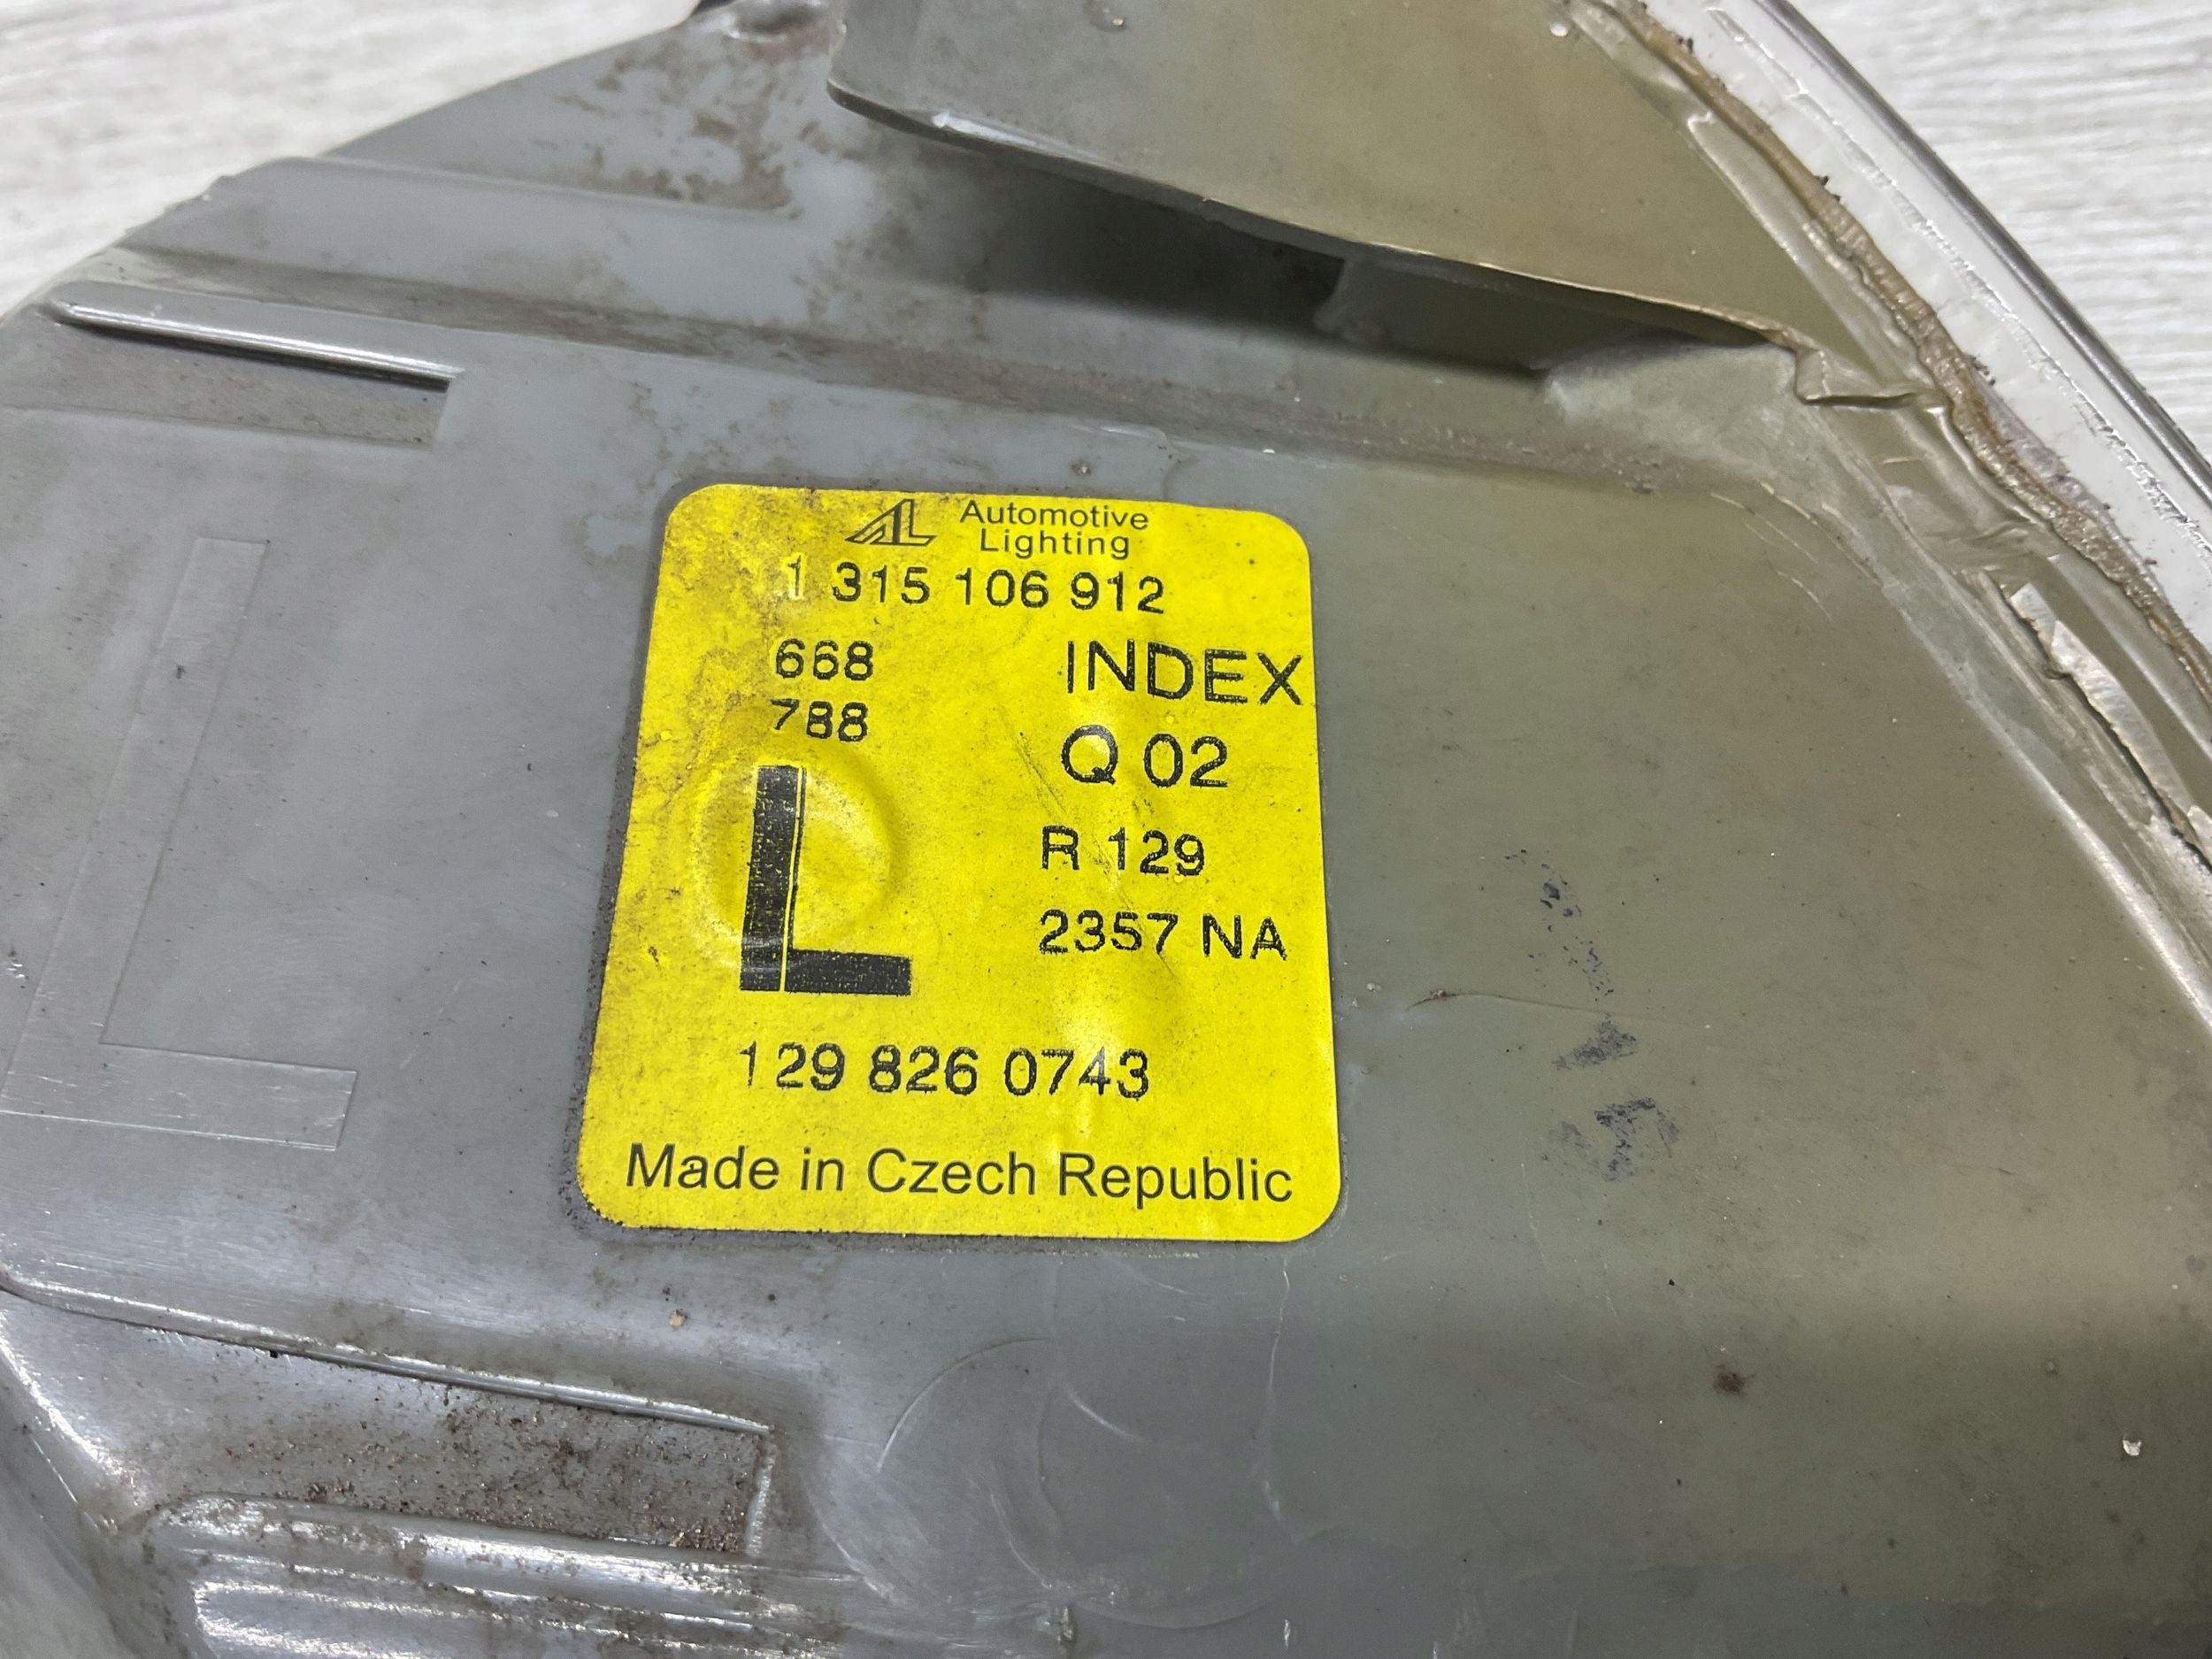 AL Automotive
Lighting
1 315 106 912
668
788
INDEX
Q 02
R 129
2357 NA
L
129 826 0743
Made in Czech Republic
L